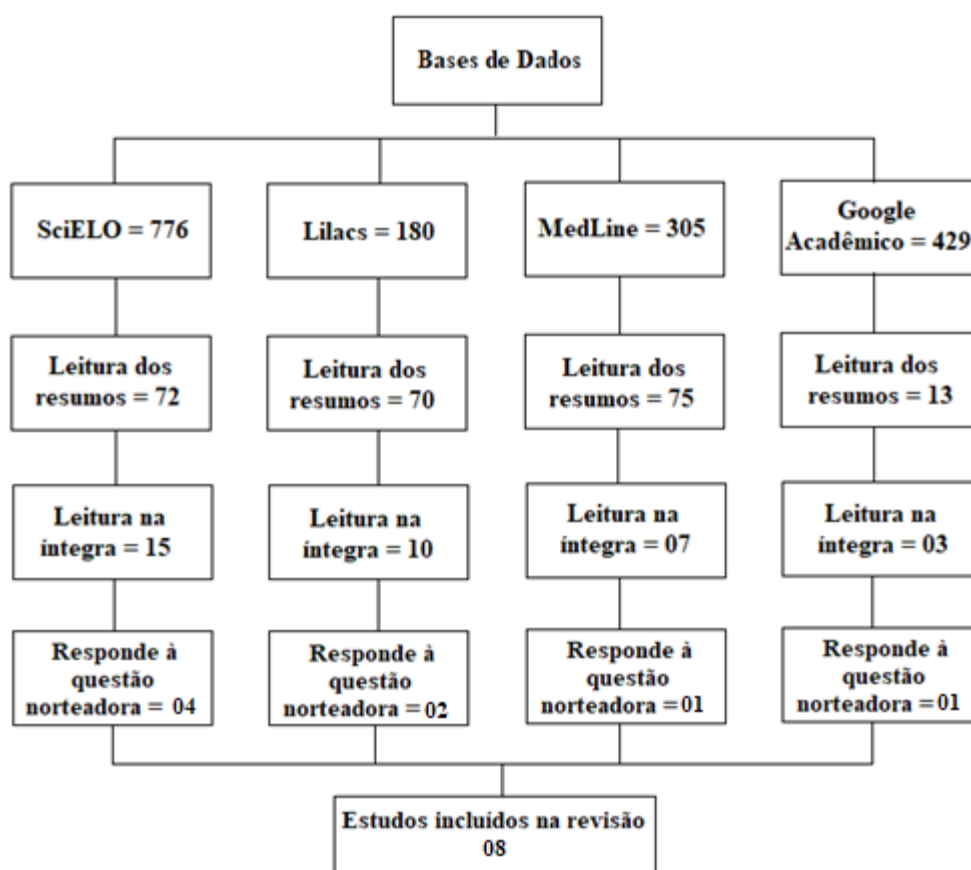 Bases de Dados
SciELO = 776
Lilacs = 180
MedLine = 305
Google
Acadêmico = 429
Leitura dos
resumos = 72
Leitura dos
resumos = 70
Leitura dos
resumos = 75
Leitura dos
resumos = 13
Leitura na
íntegra = 15
Leitura na
íntegra = 10
Leitura na
íntegra = 07
Leitura na
íntegra = 03
Responde à
questão
norteadora = 04
Responde à
questão
norteadora = 02
Responde à
questão
norteadora = 01
Responde à
questão
norteadora = 01
Estudos incluídos na revisão
08